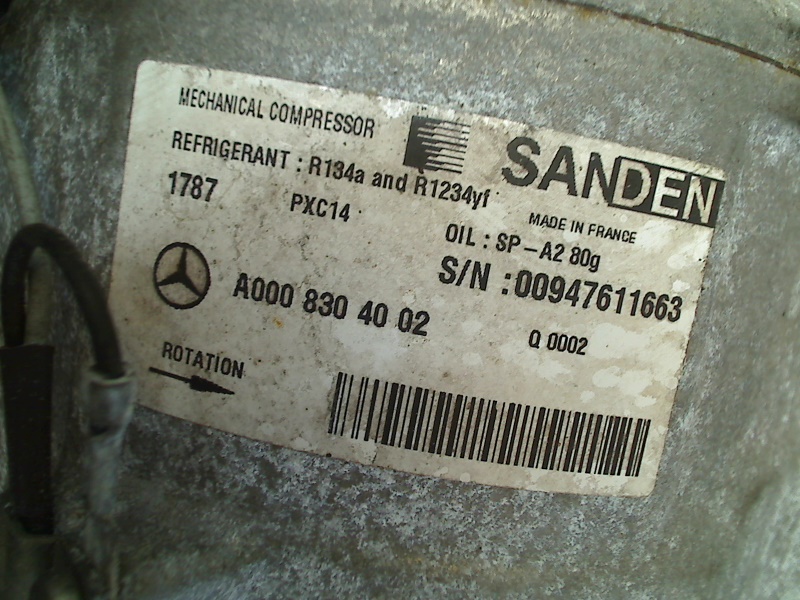 MECHANICAL COMPRESSOR
SANDEN
REFRIGERANT : R134a and R1234yf
MADE IN FRANCE
1787 PXC14
OIL : SP-A2 80g
S/N :00947611663
A000 830 40 02
Q 0002
ROTATION